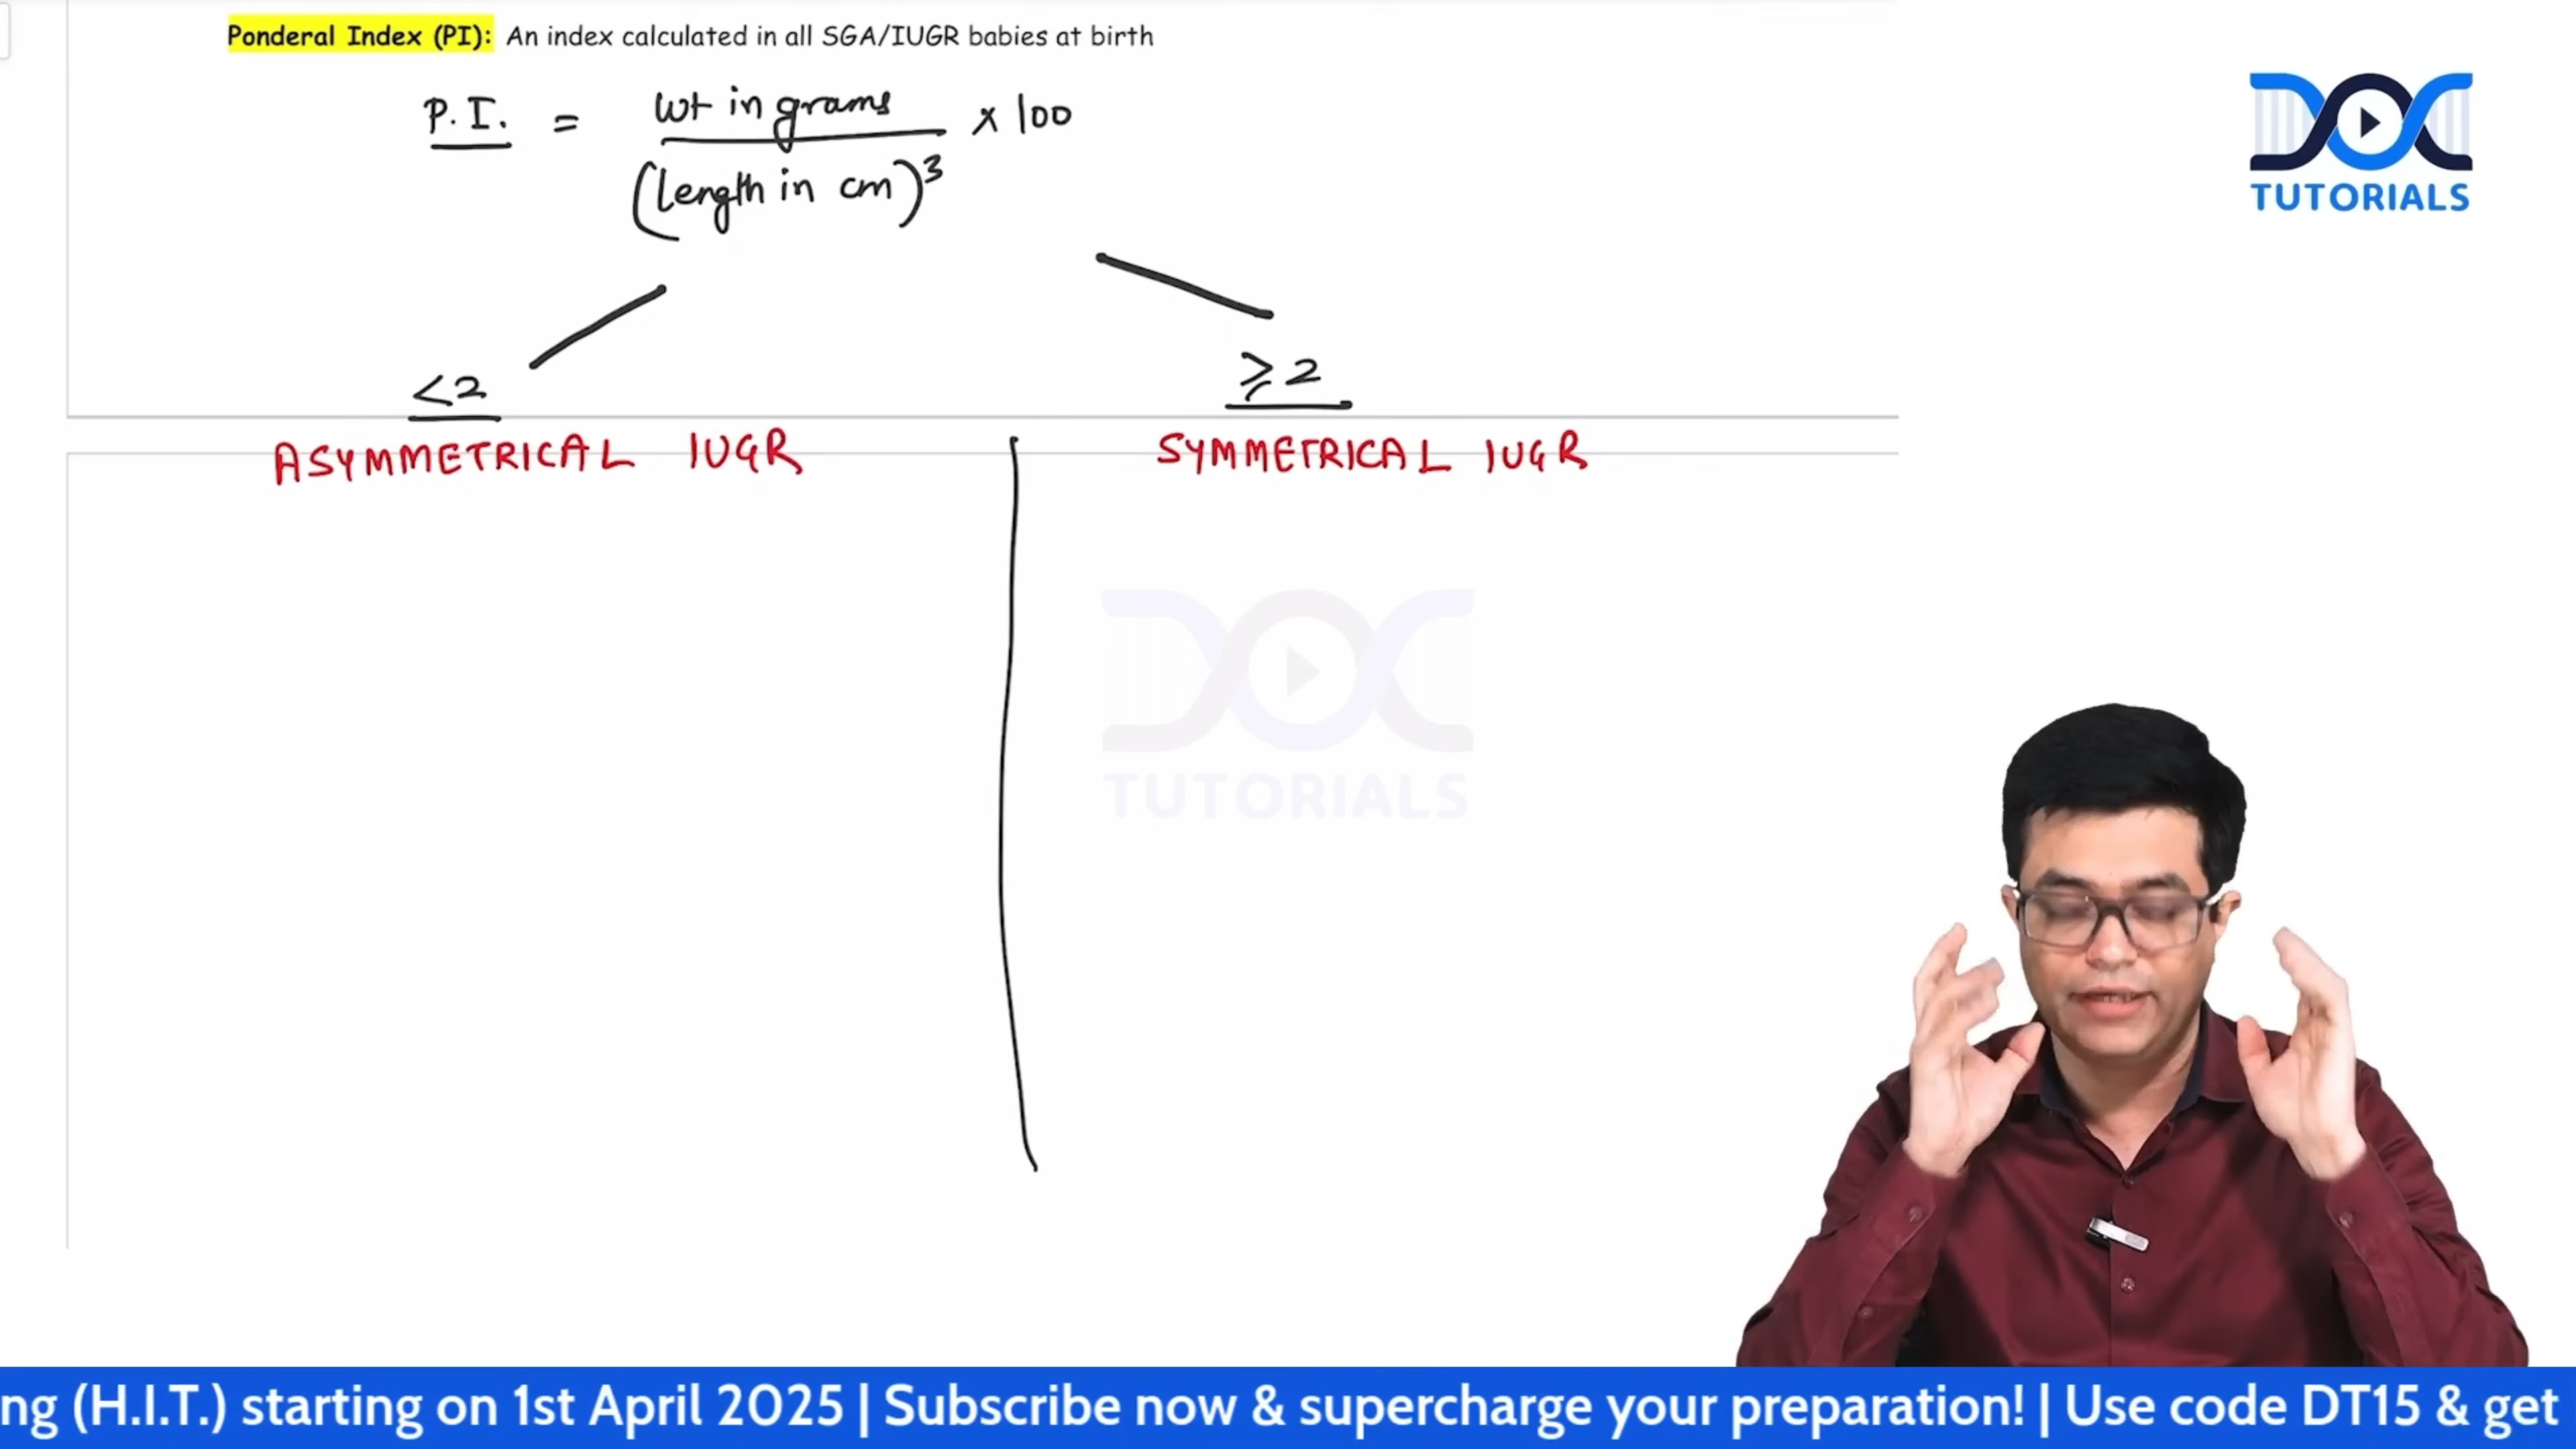 Ponderal Index (PI): An index calculated in all SGA/IUGR babies at birth
P.I. = wt in grams / (length in cm)³ × 100
<2
≥2
ASYMMETRICAL IUGR
SYMMETRICAL IUGR
DOC
TUTORIALS
DOC
TUTORIALS
ng (H.I.T.) starting on 1st April 2025 | Subscribe now & supercharge your preparation! | Use code DT15 & get